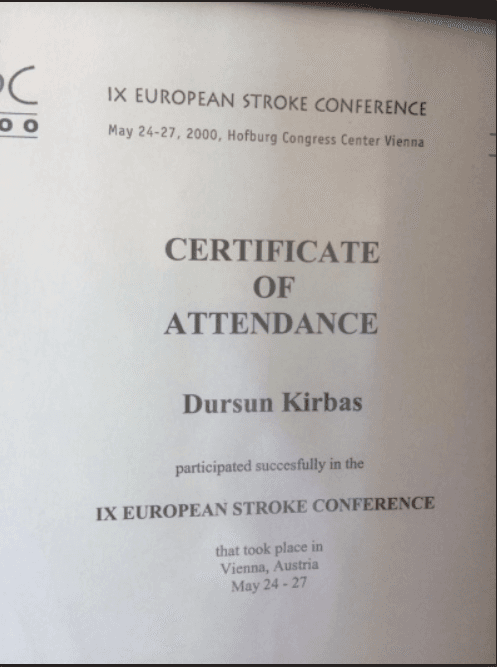 IX EUROPEAN STROKE CONFERENCE
May 24-27, 2000, Hofburg Congress Center Vienna
CERTIFICATE
OF
ATTENDANCE
Dursun Kirbas
participated succesfully in the
IX EUROPEAN STROKE CONFERENCE
that took place in
Vienna, Austria
May 24 - 27